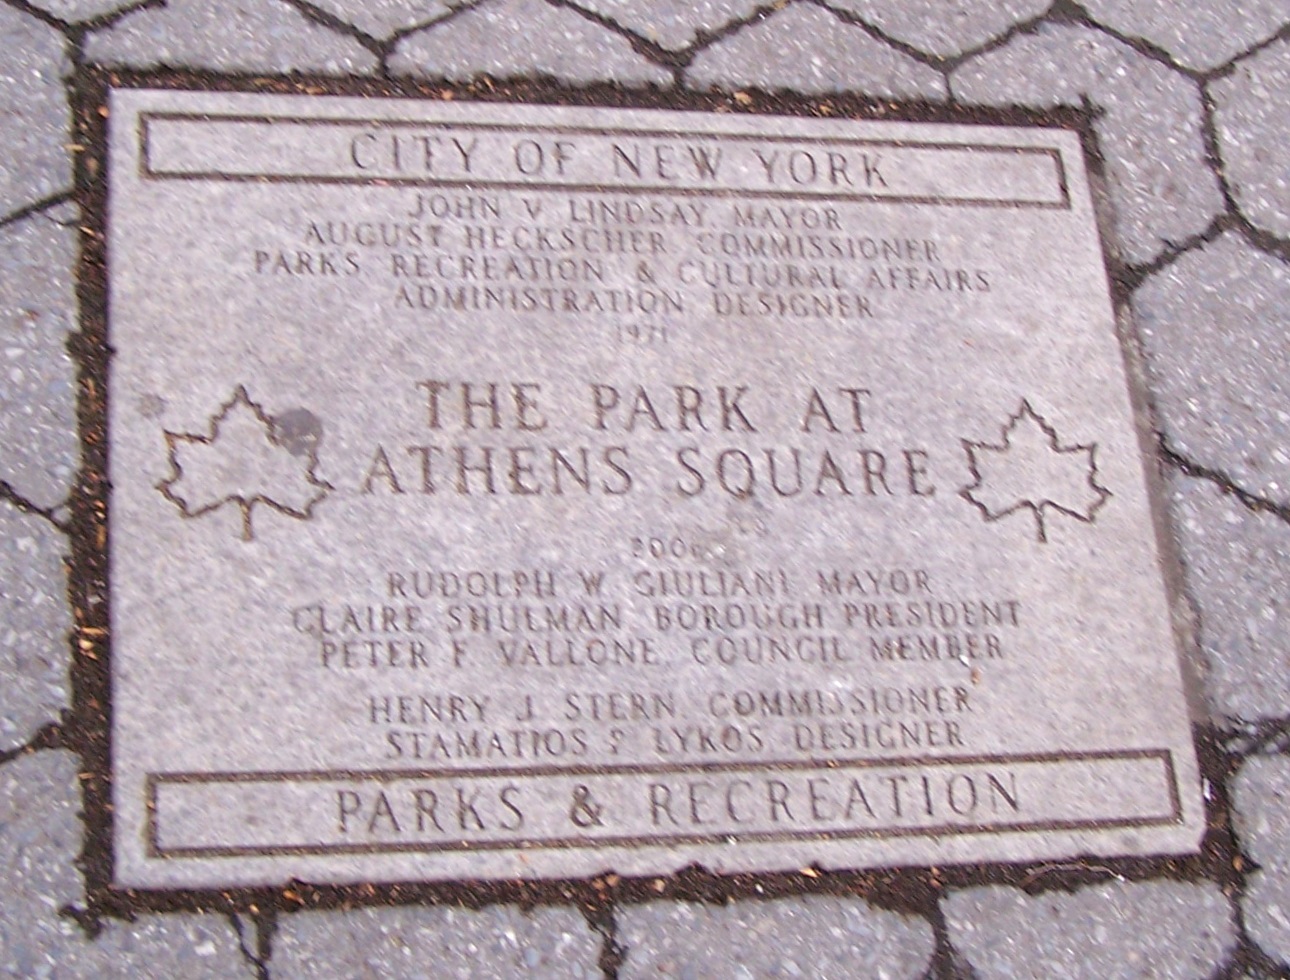 CITY OF NEW YORK
JOHN V LINDSAY MAYOR
AUGUST HECKSCHER COMMISSIONER
PARKS RECREATION & CULTURAL AFFAIRS
ADMINISTRATION DESIGNER
1971
THE PARK AT
ATHENS SQUARE
RUDOLPH W GIULIANI MAYOR
CLAIRE SHULMAN BOROUGH PRESIDENT
PETER F VALLONE COUNCIL MEMBER
HENRY J STERN COMMISSIONER
STAMATIOS P LYKOS DESIGNER
PARKS & RECREATION